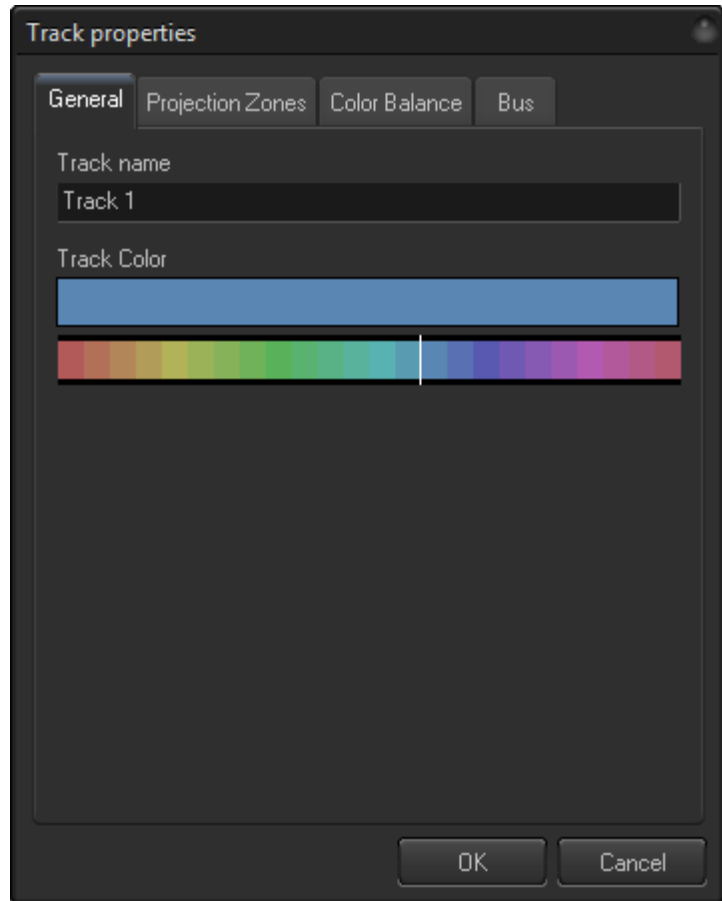 Track properties
General Projection Zones Color Balance Bus
Track name
Track 1
Track Color
OK Cancel